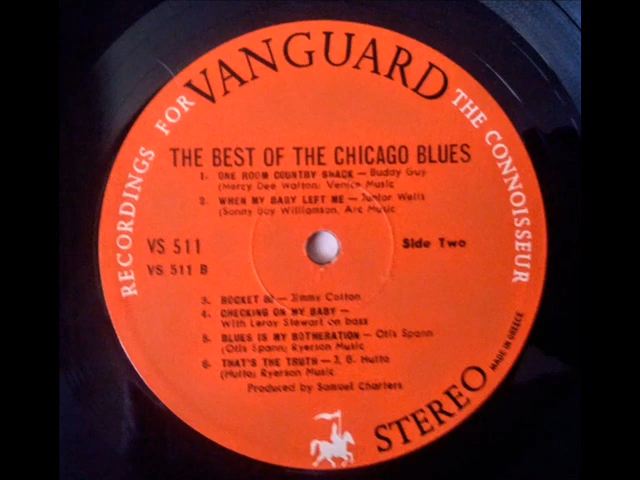 RECORDINGS FOR VANGUARD THE CONNOISSEUR
THE BEST OF THE CHICAGO BLUES
1. ONE ROOM COUNTRY SHACK — Buddy Guy
(Mercy Dee Walton) Venice Music
2. WHEN MY BABY LEFT ME — Junior Wells
(Sonny Boy Williamson, Arc Music
VS 511
Side Two
VS 511 B
3. ROCKET 88 — Jimmy Cotton
4. CHECKING ON MY BABY —
With Leroy Stewart on bass
5. BLUES IS MY BOTHERATION — Otis Spann
(Otis Spann) Ryerson Music
6. THAT'S THE TRUTH — J. B. Hutto
(Hutto) Ryerson Music
Produced by Samuel Charters
MADE IN GREECE
STEREO